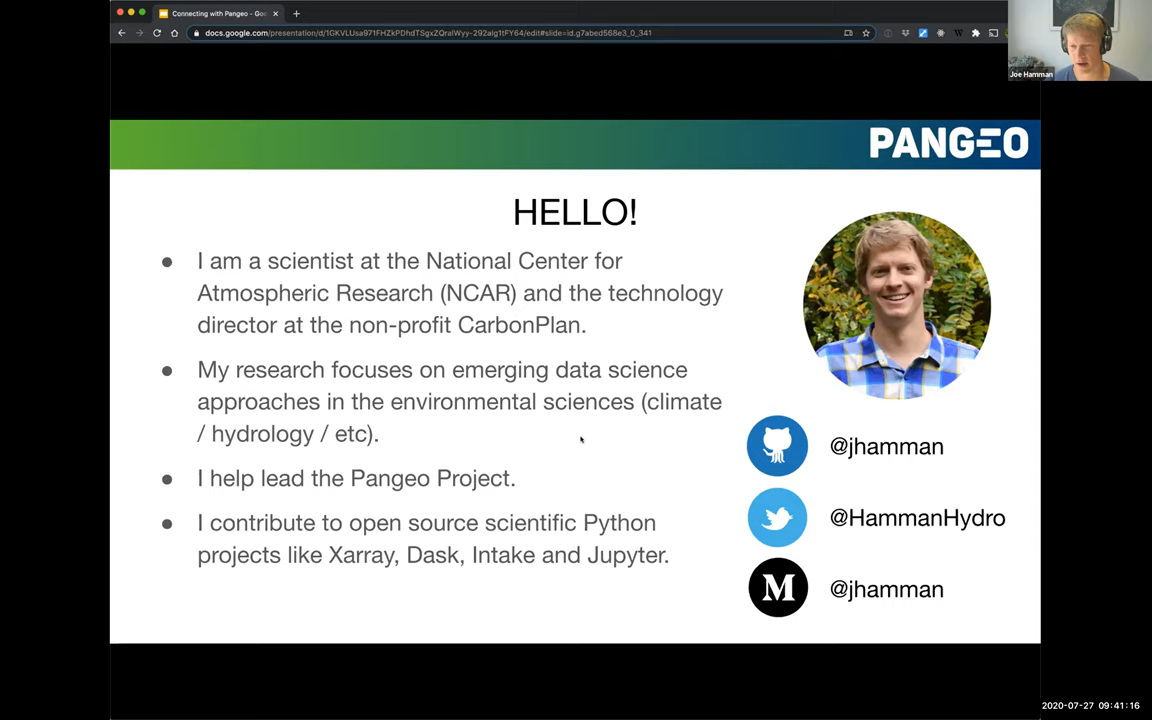 Connecting with Pangeo - Goo
docs.google.com/presentation/d/1GKVLUsa971FHZkPDhdTSgxZQralWyy-292alg1tFY64/edit#slide=id.g7abed568e3_0_341
Joe Hamman
PANGEO
HELLO!
● I am a scientist at the National Center for
Atmospheric Research (NCAR) and the technology
director at the non-profit CarbonPlan.
● My research focuses on emerging data science
approaches in the environmental sciences (climate
/ hydrology / etc).
● I help lead the Pangeo Project.
● I contribute to open source scientific Python
projects like Xarray, Dask, Intake and Jupyter.
@jhamman
@HammanHydro
M @jhamman
2020-07-27 09:41:16